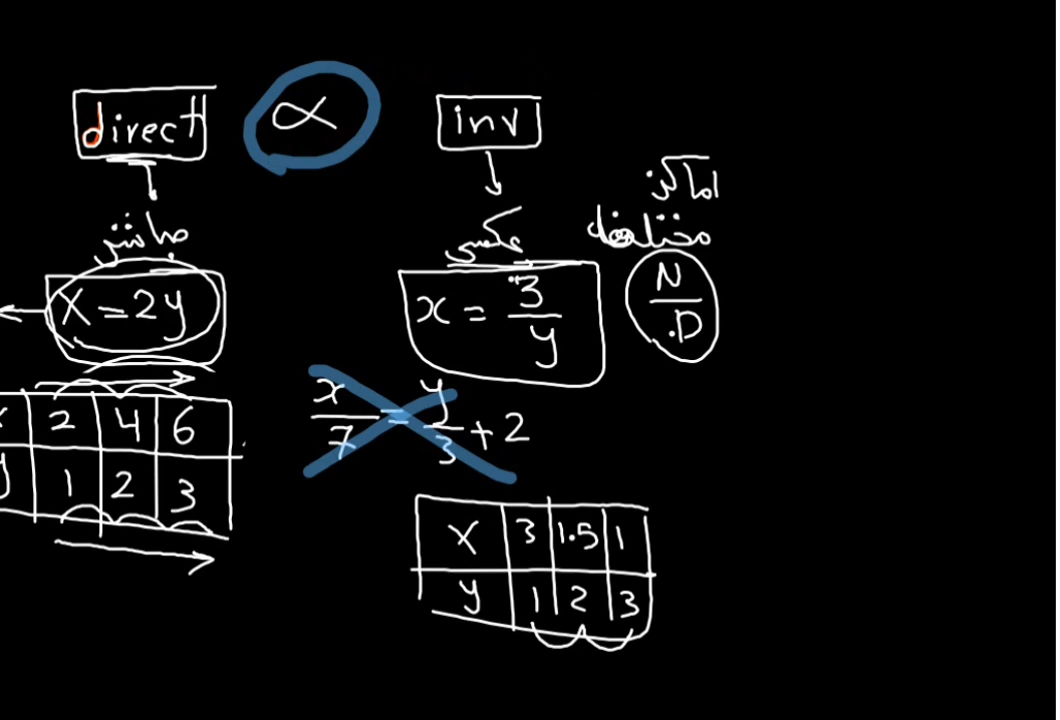 direct
α
inv
مباشر
عكسي
اماكن
مختلفه
X = 2y
x = 3/y
N/D
x/7 = y/3 + 2
2 4 6
y 1 2 3
X 3 1.5 1
y 1 2 3